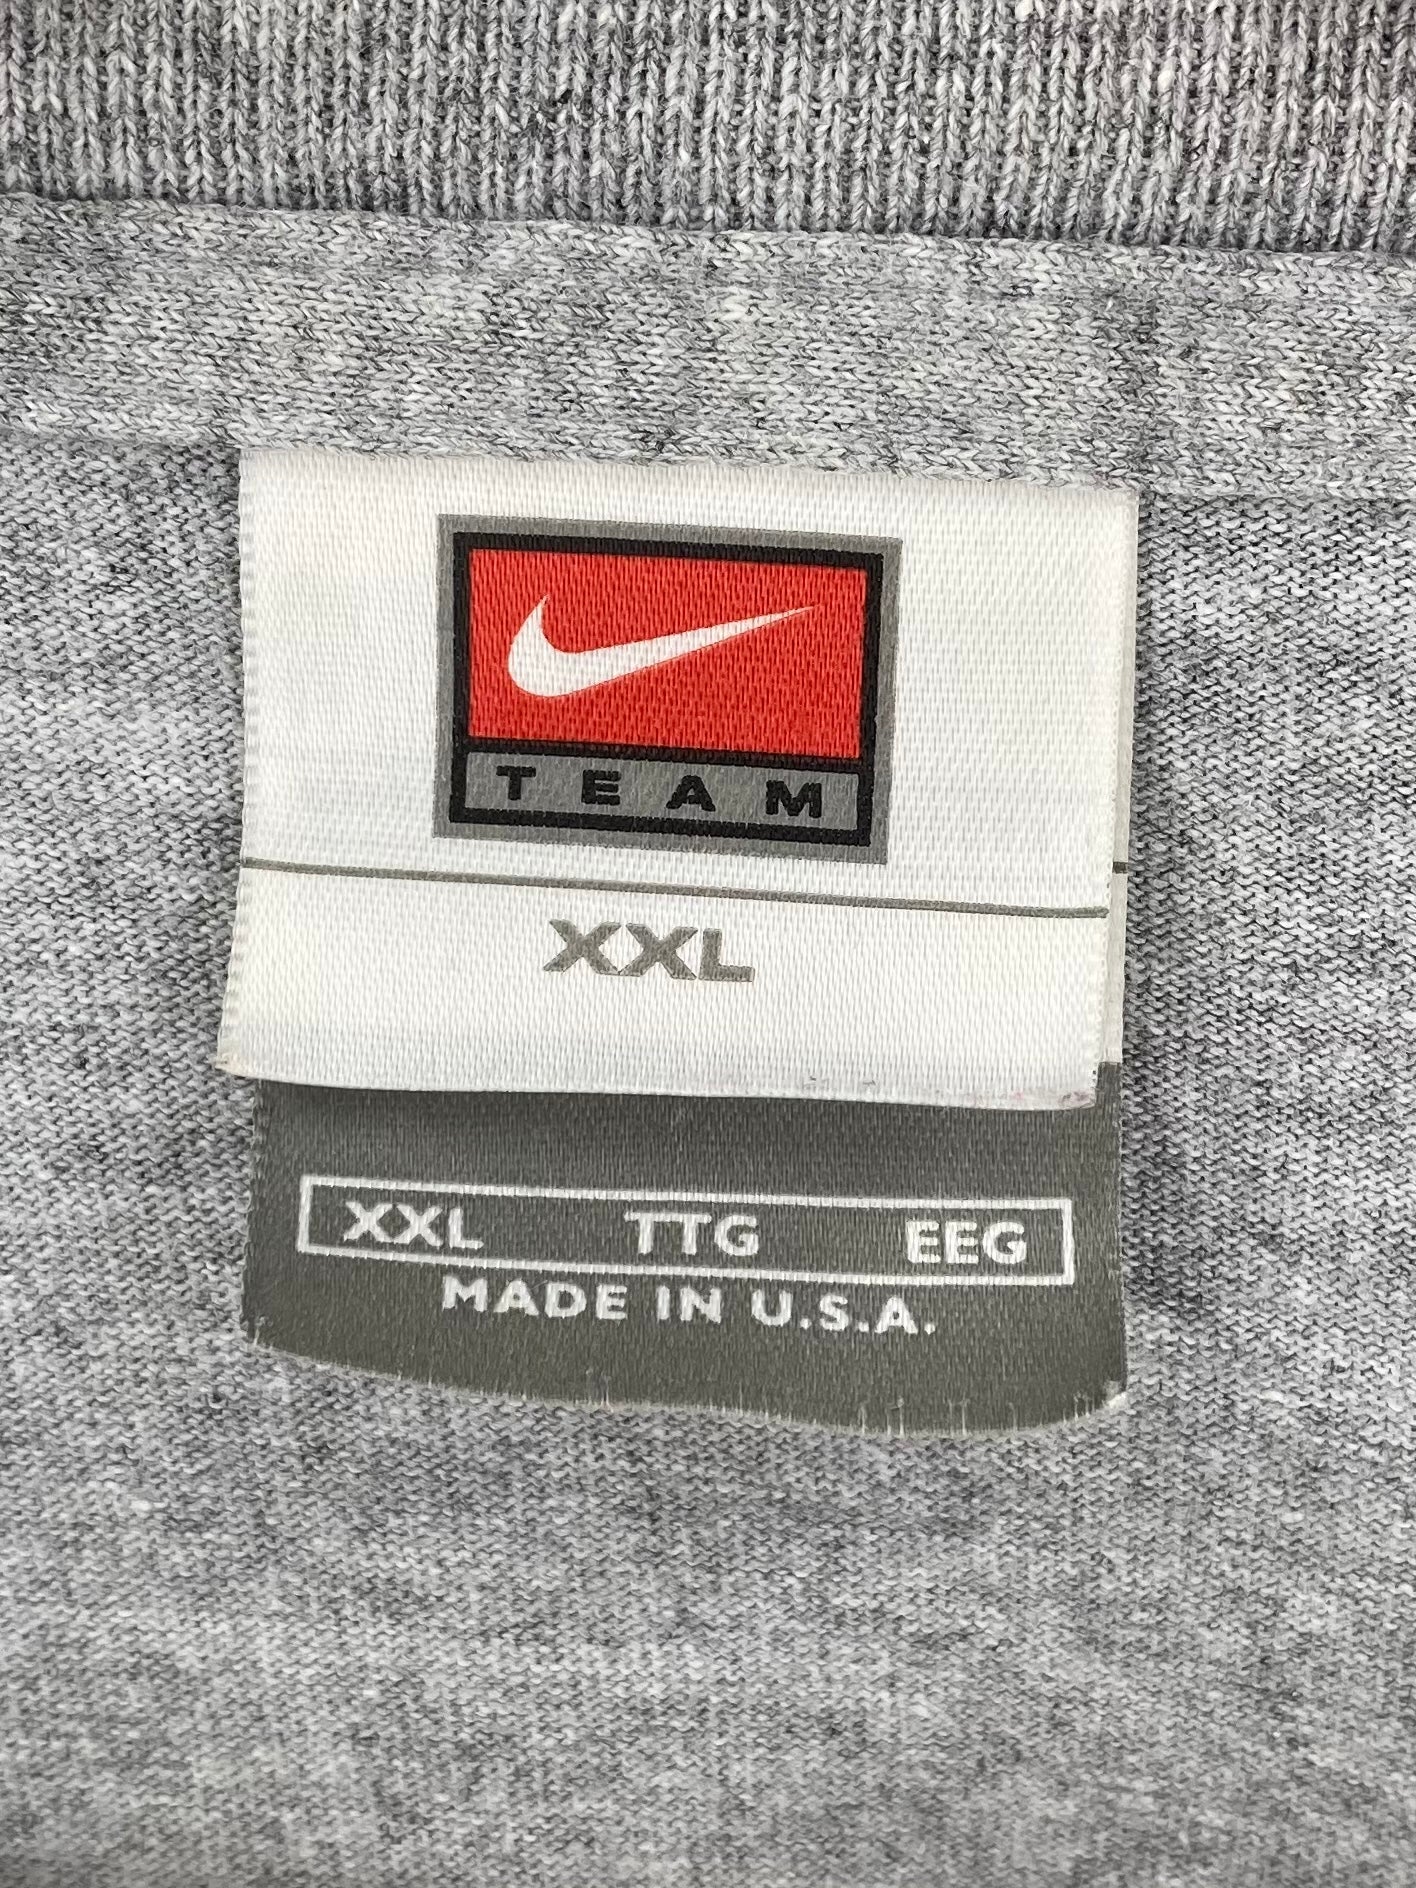 TEAM
XXL
XXL TTG EEG
MADE IN U.S.A.